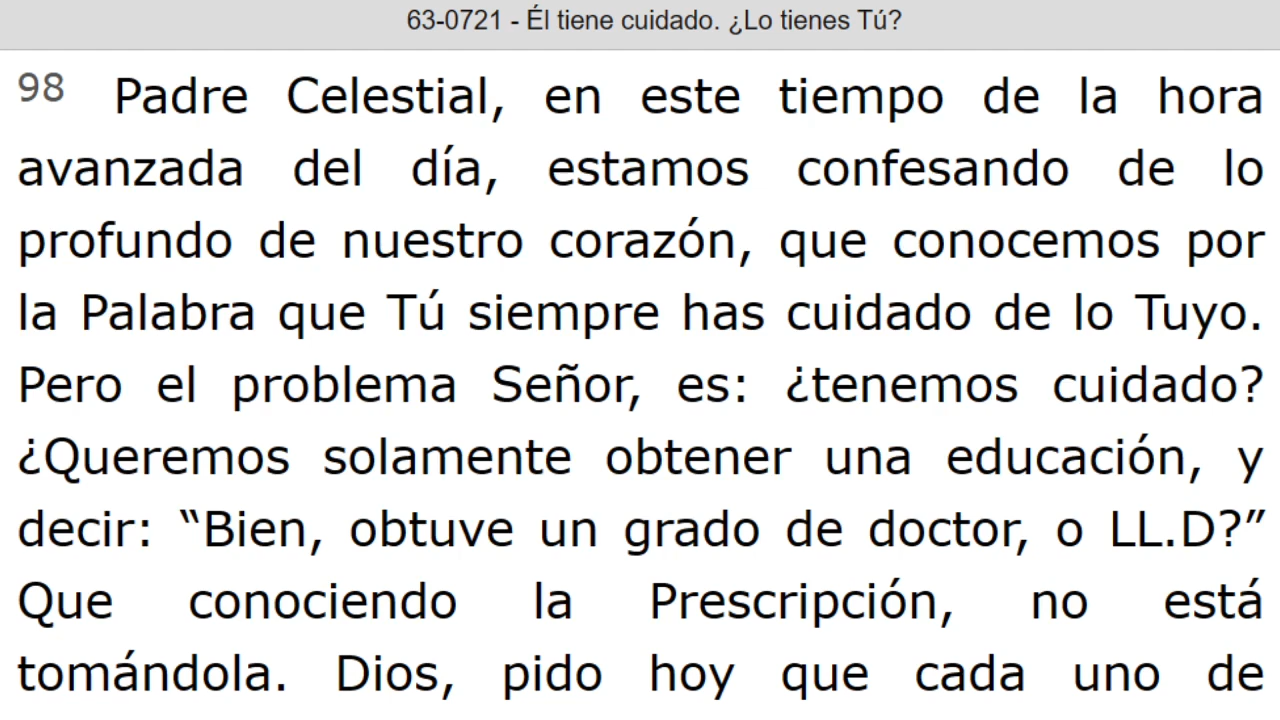 63-0721 - Él tiene cuidado. ¿Lo tienes Tú?
98 Padre Celestial, en este tiempo de la hora
avanzada del día, estamos confesando de lo
profundo de nuestro corazón, que conocemos por
la Palabra que Tú siempre has cuidado de lo Tuyo.
Pero el problema Señor, es: ¿tenemos cuidado?
¿Queremos solamente obtener una educación, y
decir: “Bien, obtuve un grado de doctor, o LL.D?”
Que conociendo la Prescripción, no está
tomándola. Dios, pido hoy que cada uno de